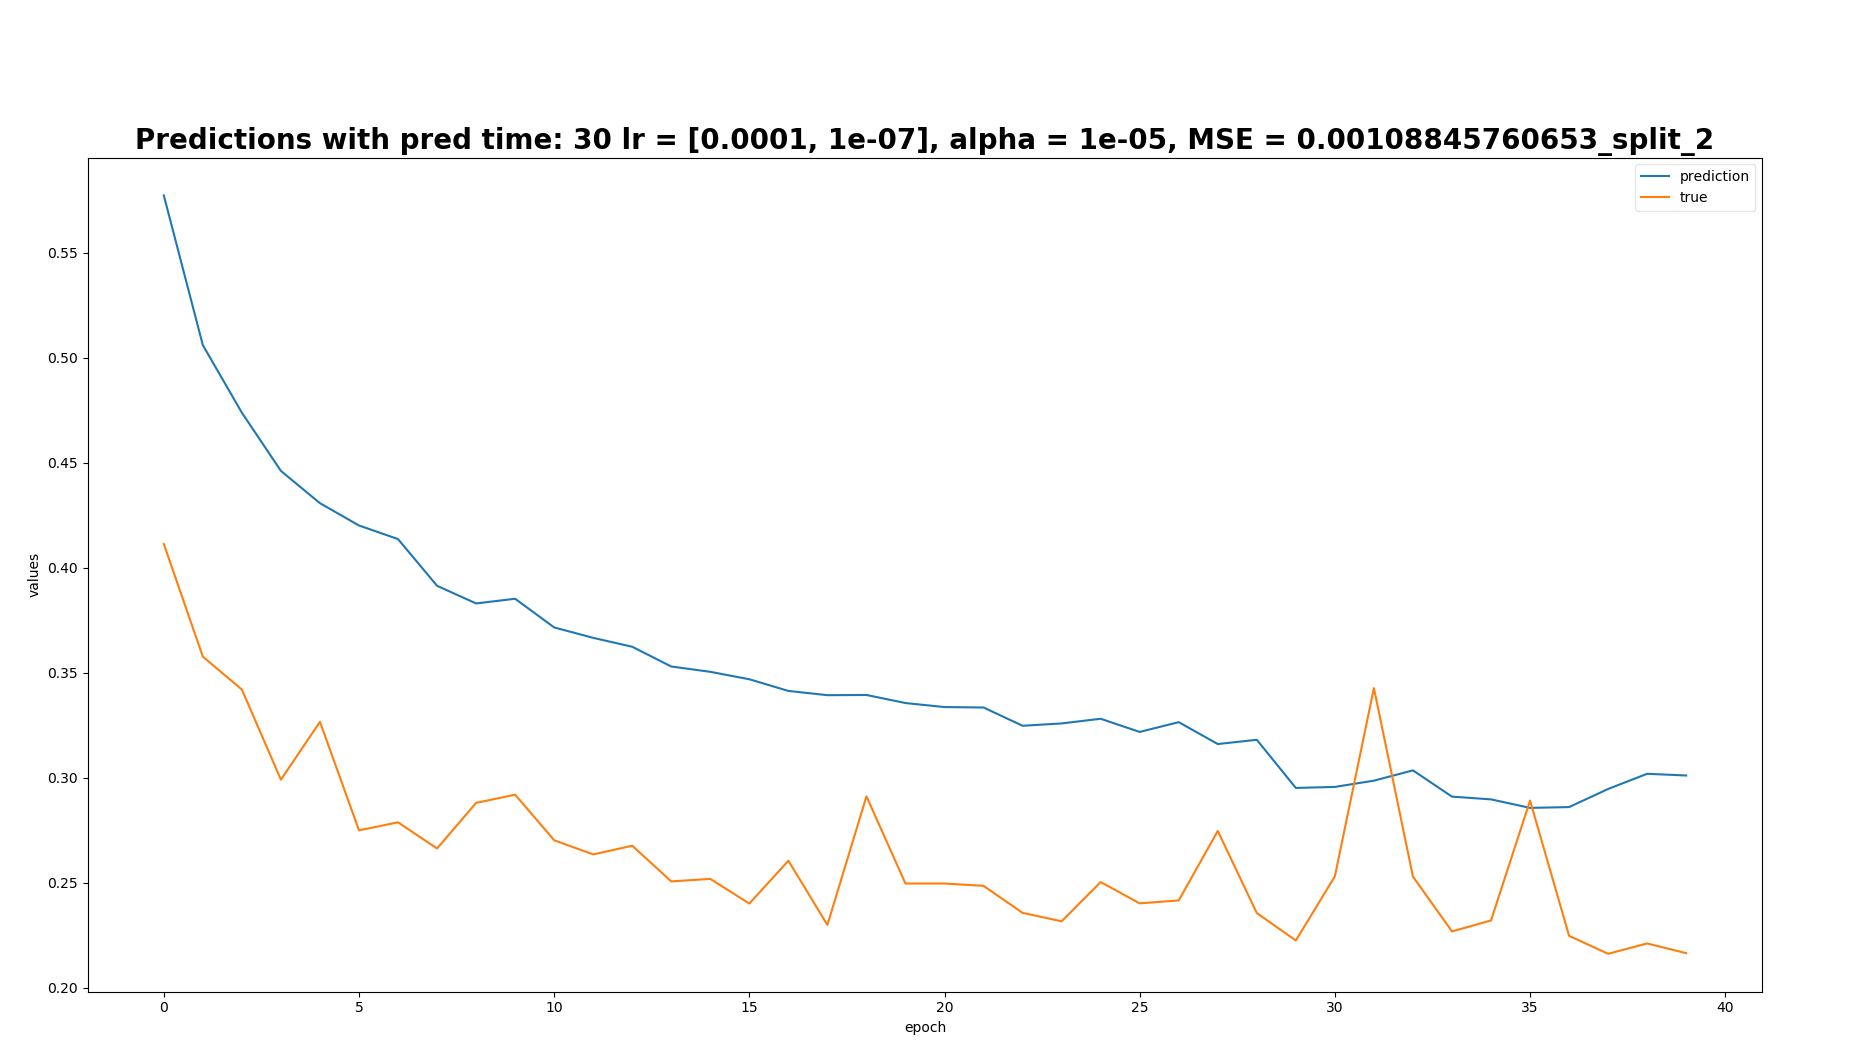 Predictions with pred time: 30 lr = [0.0001, 1e-07], alpha = 1e-05, MSE = 0.00108845760653_split_2
prediction
true
0.55
0.50
0.45
0.40
0.35
0.30
0.25
0.20
values
0 5 10 15 20 25 30 35 40
epoch